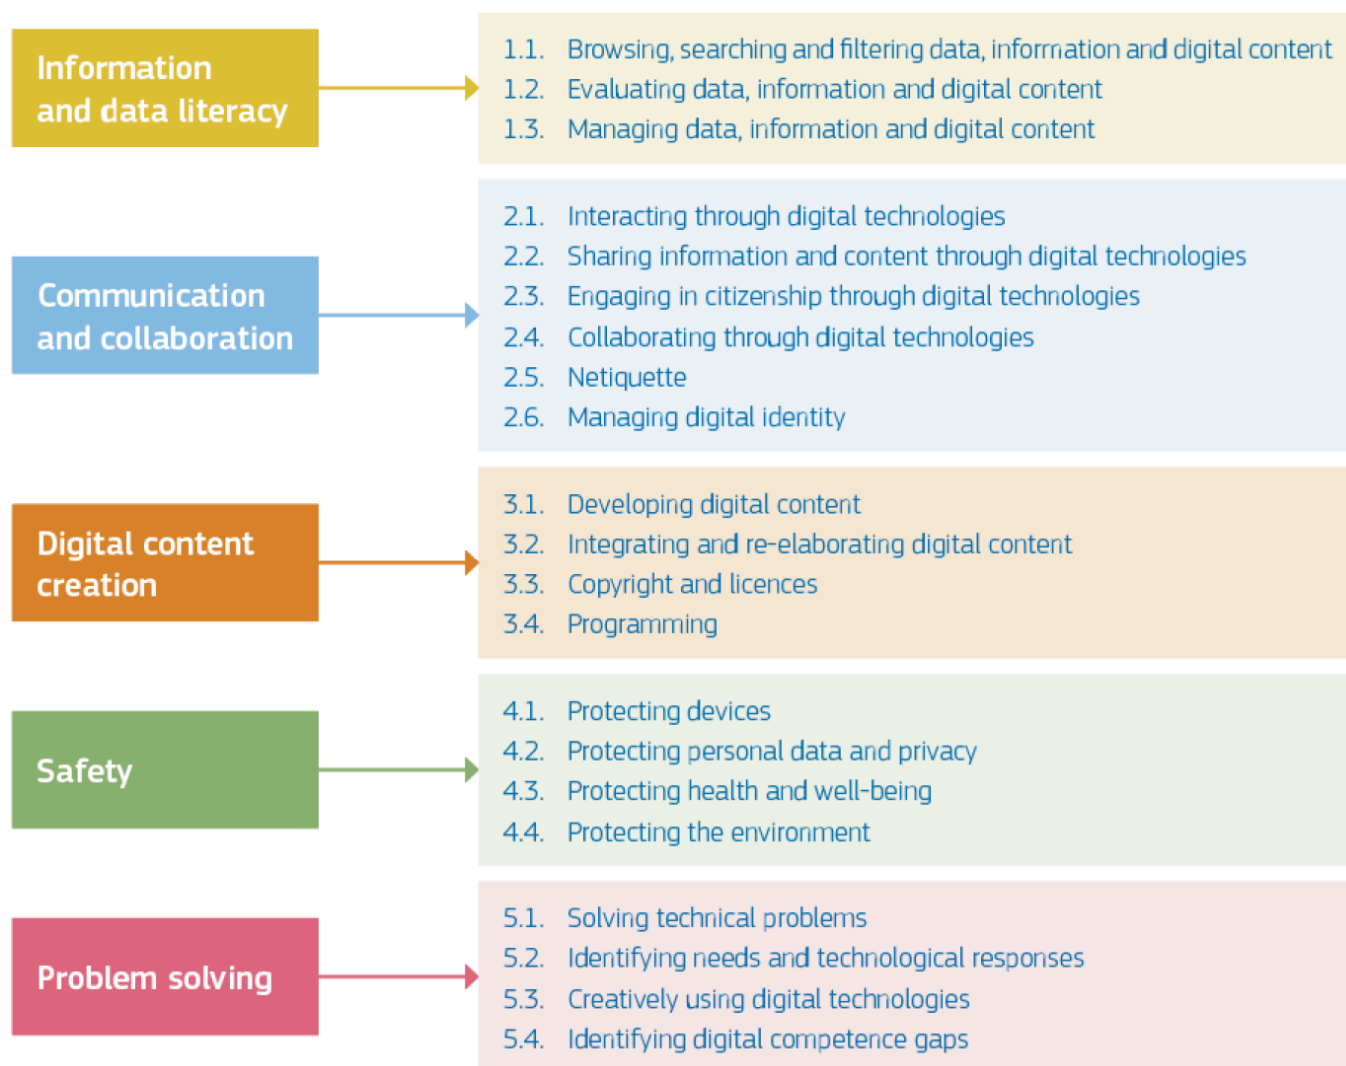 Information
and data literacy
1.1. Browsing, searching and filtering data, information and digital content
1.2. Evaluating data, information and digital content
1.3. Managing data, information and digital content
Communication
and collaboration
2.1. Interacting through digital technologies
2.2. Sharing information and content through digital technologies
2.3. Engaging in citizenship through digital technologies
2.4. Collaborating through digital technologies
2.5. Netiquette
2.6. Managing digital identity
Digital content
creation
3.1. Developing digital content
3.2. Integrating and re-elaborating digital content
3.3. Copyright and licences
3.4. Programming
Safety
4.1. Protecting devices
4.2. Protecting personal data and privacy
4.3. Protecting health and well-being
4.4. Protecting the environment
Problem solving
5.1. Solving technical problems
5.2. Identifying needs and technological responses
5.3. Creatively using digital technologies
5.4. Identifying digital competence gaps